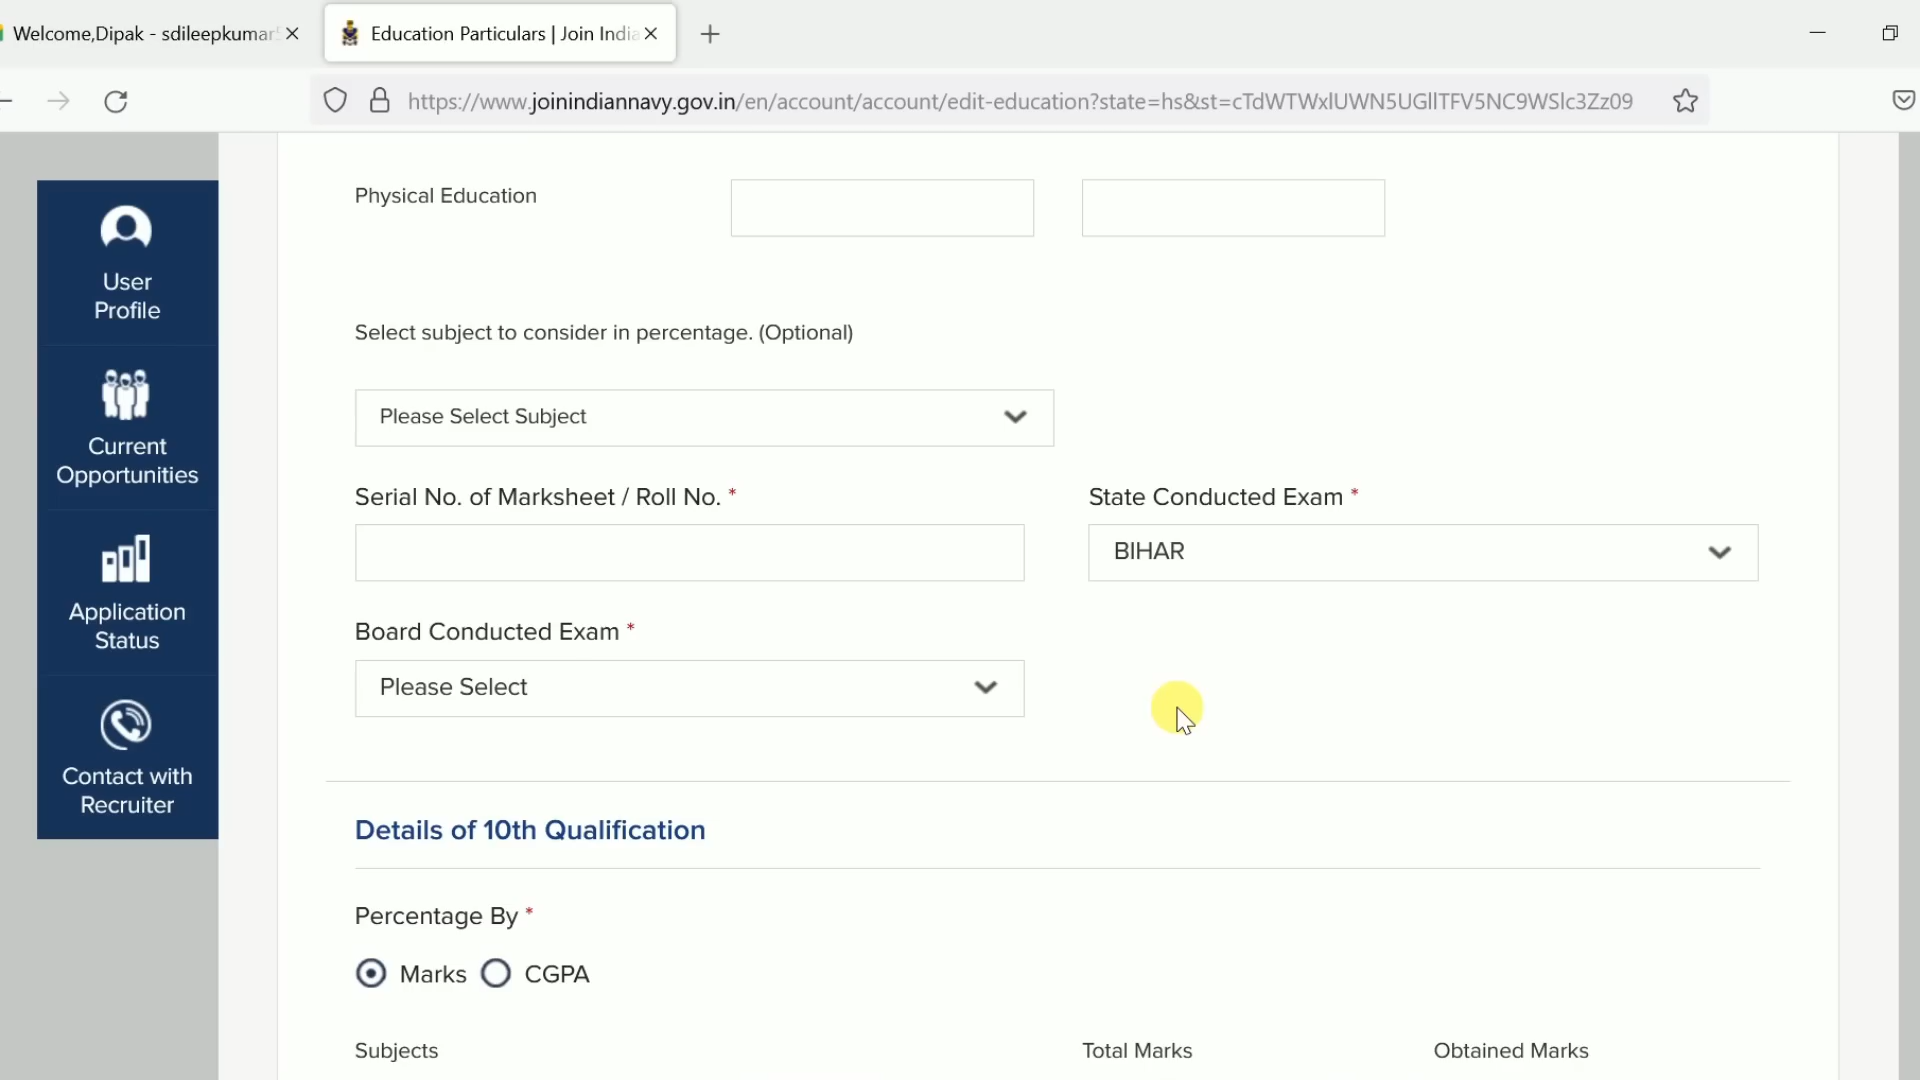 Welcome,Dipak - sdileepkumar
Education Particulars | Join India
https://www.joinindiannavy.gov.in/en/account/account/edit-education?state=hs&st=cTdWTWxlUWN5UGllTFV5NC9WSlc3Zz09
User
Profile
Current
Opportunities
Application
Status
Contact with
Recruiter
Physical Education
Select subject to consider in percentage. (Optional)
Please Select Subject
Serial No. of Marksheet / Roll No. *
State Conducted Exam *
BIHAR
Board Conducted Exam *
Please Select
Details of 10th Qualification
Percentage By *
Marks CGPA
Subjects Total Marks Obtained Marks